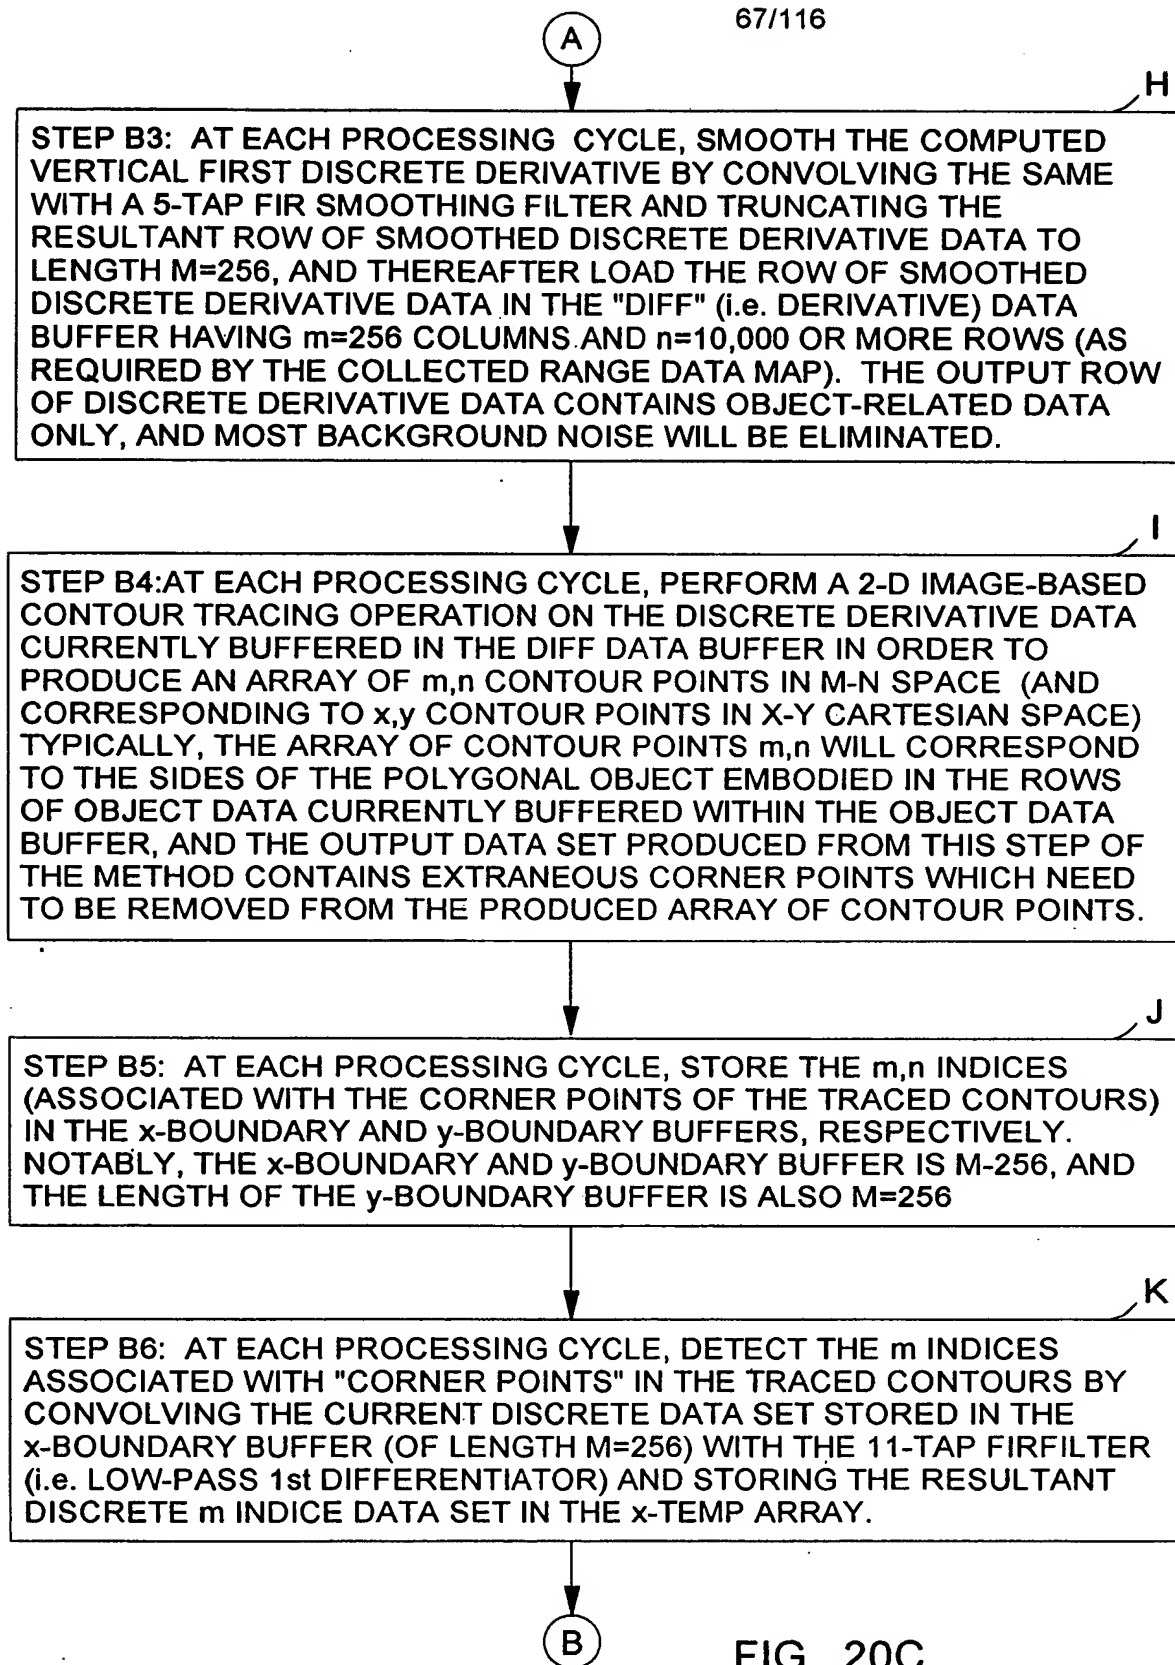 67/116
A
H
STEP B3: AT EACH PROCESSING CYCLE, SMOOTH THE COMPUTED
VERTICAL FIRST DISCRETE DERIVATIVE BY CONVOLVING THE SAME
WITH A 5-TAP FIR SMOOTHING FILTER AND TRUNCATING THE
RESULTANT ROW OF SMOOTHED DISCRETE DERIVATIVE DATA TO
LENGTH M=256, AND THEREAFTER LOAD THE ROW OF SMOOTHED
DISCRETE DERIVATIVE DATA IN THE "DIFF" (i.e. DERIVATIVE) DATA
BUFFER HAVING m=256 COLUMNS AND n=10,000 OR MORE ROWS (AS
REQUIRED BY THE COLLECTED RANGE DATA MAP). THE OUTPUT ROW
OF DISCRETE DERIVATIVE DATA CONTAINS OBJECT-RELATED DATA
ONLY, AND MOST BACKGROUND NOISE WILL BE ELIMINATED.
I
STEP B4:AT EACH PROCESSING CYCLE, PERFORM A 2-D IMAGE-BASED
CONTOUR TRACING OPERATION ON THE DISCRETE DERIVATIVE DATA
CURRENTLY BUFFERED IN THE DIFF DATA BUFFER IN ORDER TO
PRODUCE AN ARRAY OF m,n CONTOUR POINTS IN M-N SPACE (AND
CORRESPONDING TO x,y CONTOUR POINTS IN X-Y CARTESIAN SPACE)
TYPICALLY, THE ARRAY OF CONTOUR POINTS m,n WILL CORRESPOND
TO THE SIDES OF THE POLYGONAL OBJECT EMBODIED IN THE ROWS
OF OBJECT DATA CURRENTLY BUFFERED WITHIN THE OBJECT DATA
BUFFER, AND THE OUTPUT DATA SET PRODUCED FROM THIS STEP OF
THE METHOD CONTAINS EXTRANEOUS CORNER POINTS WHICH NEED
TO BE REMOVED FROM THE PRODUCED ARRAY OF CONTOUR POINTS.
J
STEP B5: AT EACH PROCESSING CYCLE, STORE THE m,n INDICES
(ASSOCIATED WITH THE CORNER POINTS OF THE TRACED CONTOURS)
IN THE x-BOUNDARY AND y-BOUNDARY BUFFERS, RESPECTIVELY.
NOTABLY, THE x-BOUNDARY AND y-BOUNDARY BUFFER IS M-256, AND
THE LENGTH OF THE y-BOUNDARY BUFFER IS ALSO M=256
K
STEP B6: AT EACH PROCESSING CYCLE, DETECT THE m INDICES
ASSOCIATED WITH "CORNER POINTS" IN THE TRACED CONTOURS BY
CONVOLVING THE CURRENT DISCRETE DATA SET STORED IN THE
x-BOUNDARY BUFFER (OF LENGTH M=256) WITH THE 11-TAP FIRFILTER
(i.e. LOW-PASS 1st DIFFERENTIATOR) AND STORING THE RESULTANT
DISCRETE m INDICE DATA SET IN THE x-TEMP ARRAY.
B
FIG. 20C